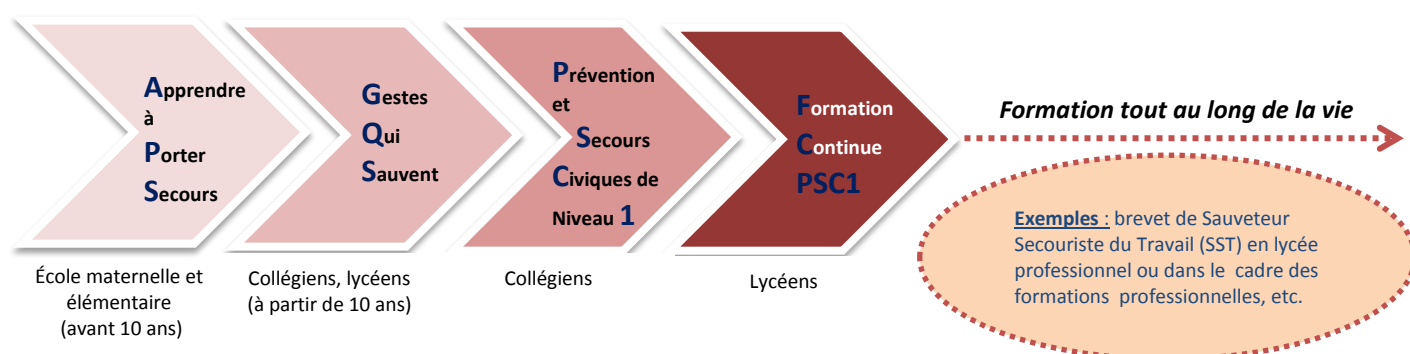 Apprendre
à
Porter
Secours
École maternelle et
élémentaire
(avant 10 ans)
Gestes
Qui
Sauvent
Collégiens, lycéens
(à partir de 10 ans)
Prévention
et
Secours
Civiques de
Niveau 1
Collégiens
Formation
Continue
PSC1
Lycéens
Formation tout au long de la vie
Exemples : brevet de Sauveteur
Secouriste du Travail (SST) en lycée
professionnel ou dans le cadre des
formations professionnelles, etc.